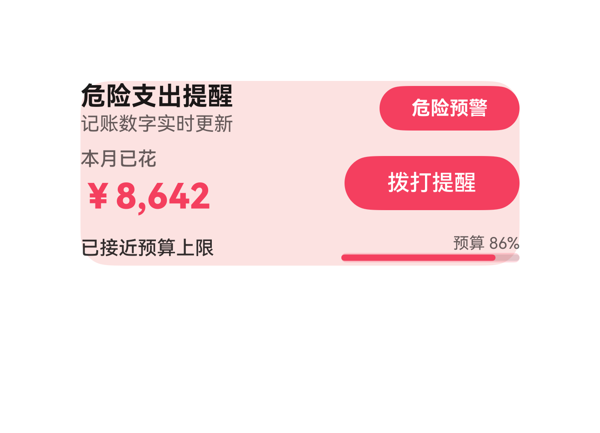 危险支出提醒
记账数字实时更新
危险预警
本月已花
¥8,642
拨打提醒
已接近预算上限
预算 86%